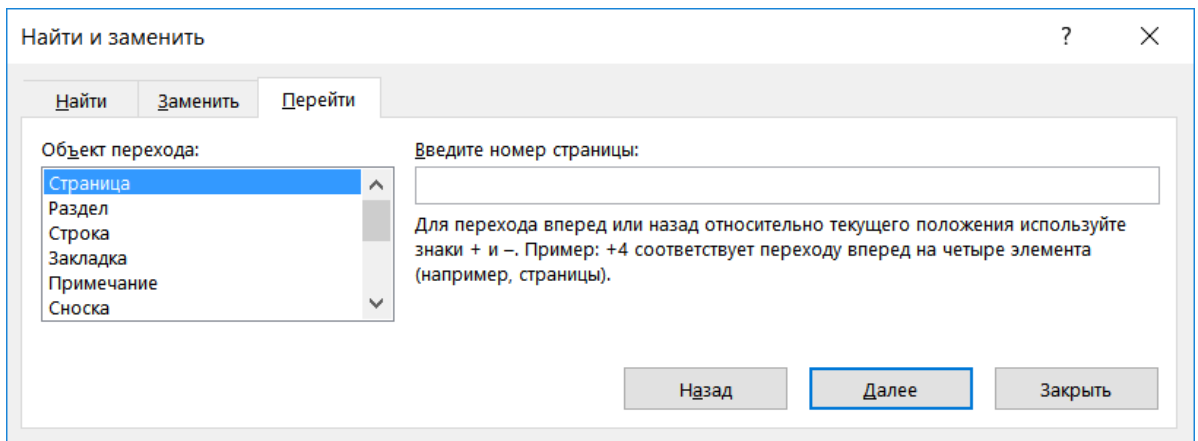 Найти и заменить ?
Найти Заменить Перейти
Объект перехода:
Страница
Раздел
Строка
Закладка
Примечание
Сноска
Введите номер страницы:
Для перехода вперед или назад относительно текущего положения используйте
знаки + и –. Пример: +4 соответствует переходу вперед на четыре элемента
(например, страницы).
Назад Далее Закрыть